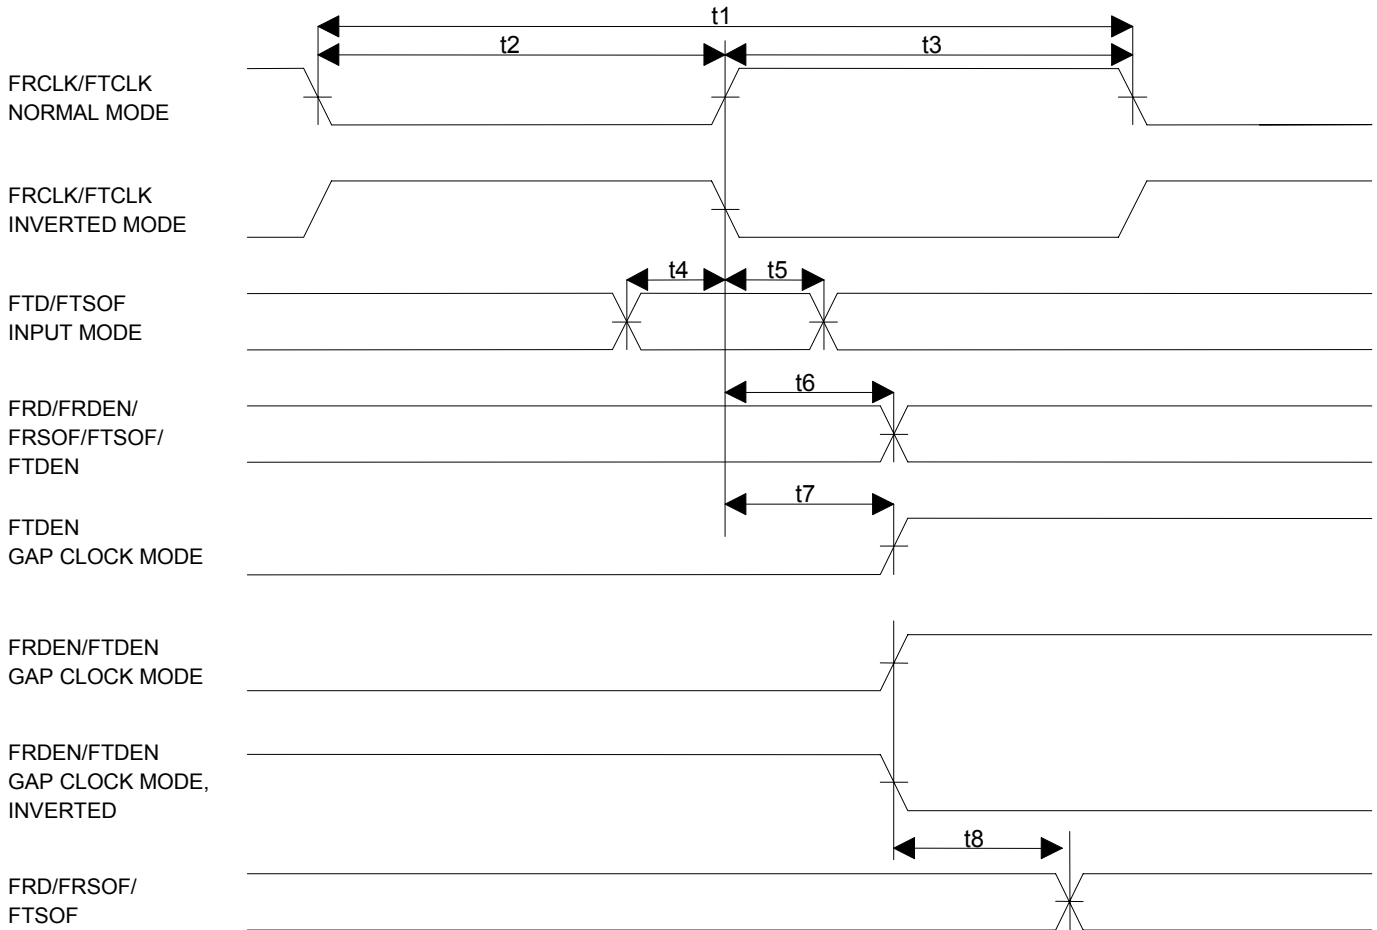 t1
t2
t3
FRCLK/FTCLK
NORMAL MODE
FRCLK/FTCLK
INVERTED MODE
t4
t5
FTD/FTSOF
INPUT MODE
t6
FRD/FRDEN/
FRSOF/FTSOF/
FTDEN
t7
FTDEN
GAP CLOCK MODE
FRDEN/FTDEN
GAP CLOCK MODE
FRDEN/FTDEN
GAP CLOCK MODE,
INVERTED
t8
FRD/FRSOF/
FTSOF